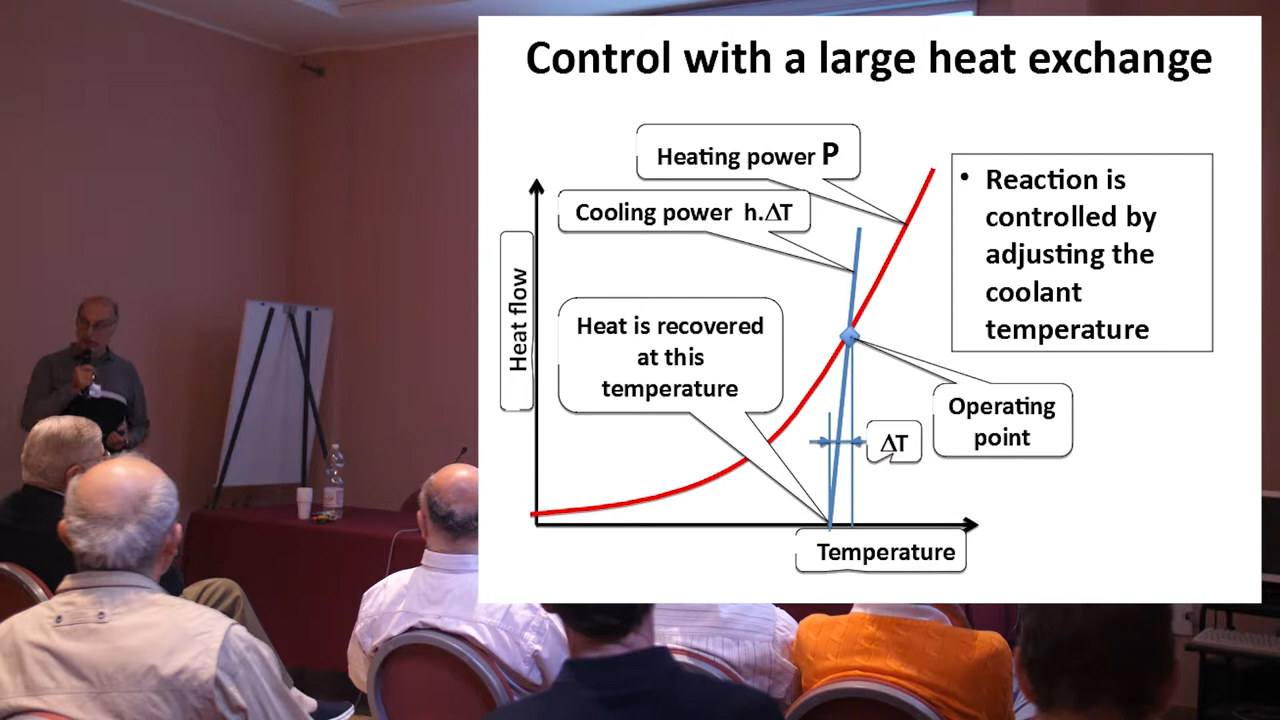 Control with a large heat exchange
Heating power P
Cooling power h.ΔT
Heat flow
Heat is recovered
at this
temperature
• Reaction is
controlled by
adjusting the
coolant
temperature
Operating
point
ΔT
Temperature